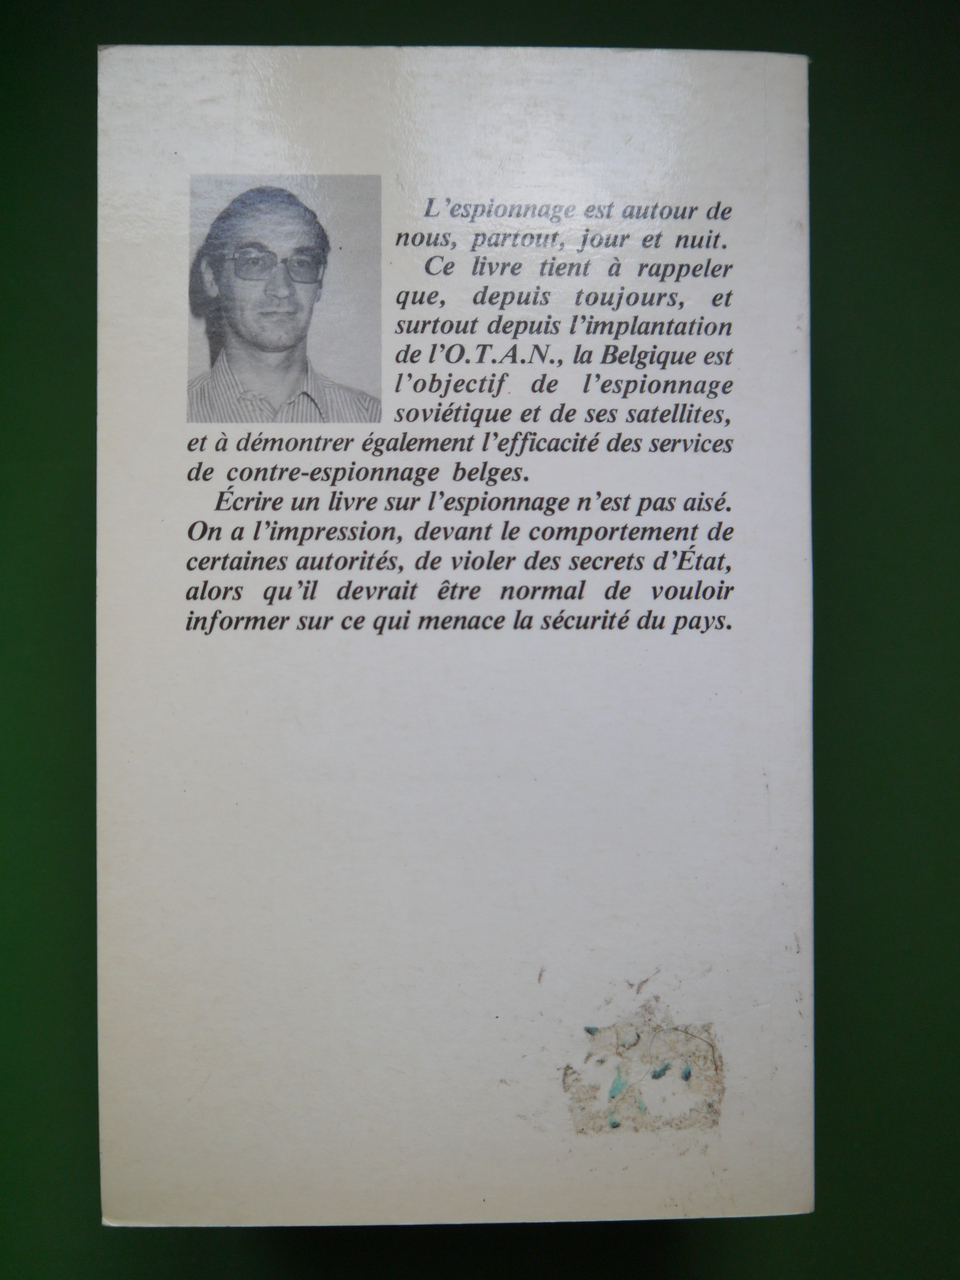 L'espionnage est autour de
nous, partout, jour et nuit.
Ce livre tient à rappeler
que, depuis toujours, et
surtout depuis l'implantation
de l'O.T.A.N., la Belgique est
l'objectif de l'espionnage
soviétique et de ses satellites,
et à démontrer également l'efficacité des services
de contre-espionnage belges.
Écrire un livre sur l'espionnage n'est pas aisé.
On a l'impression, devant le comportement de
certaines autorités, de violer des secrets d'État,
alors qu'il devrait être normal de vouloir
informer sur ce qui menace la sécurité du pays.